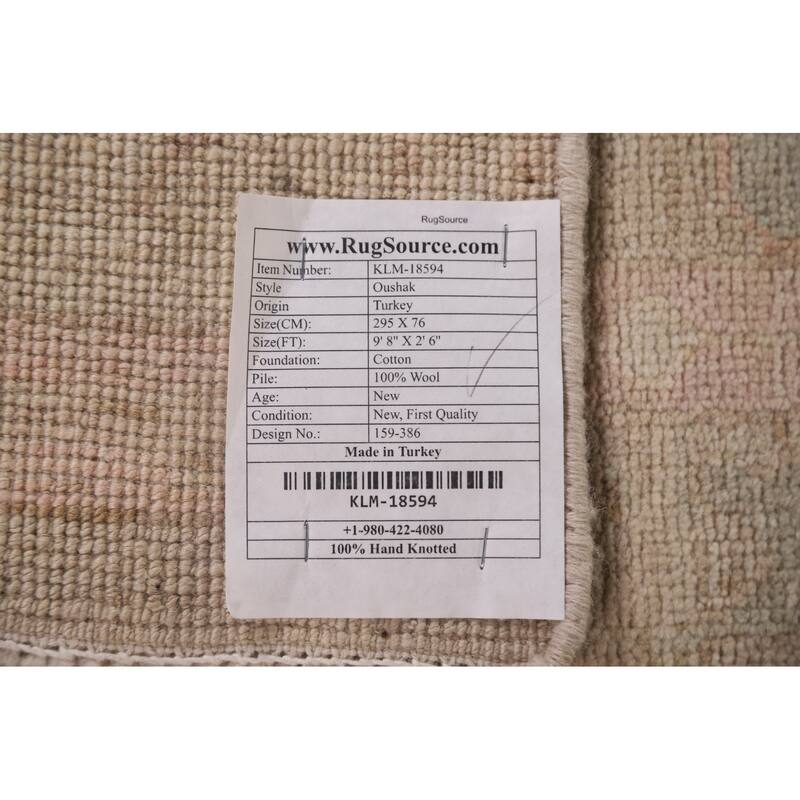 RugSource
www.RugSource.com
Item Number: KLM-18594
Style Oushak
Origin Turkey
Size(CM): 295 X 76
Size(FT): 9' 8" X 2' 6"
Foundation: Cotton
Pile: 100% Wool
Age: New
Condition: New, First Quality
Design No.: 159-386
Made in Turkey
KLM-18594
+1-980-422-4080
100% Hand Knotted